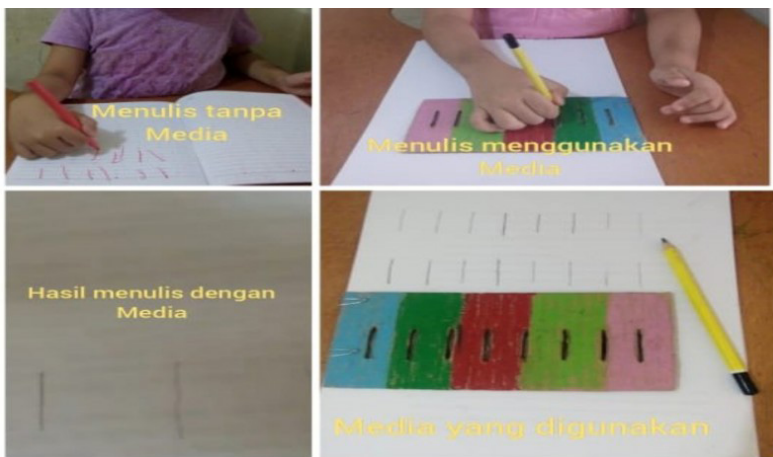 Menulis tanpa
Media
Menulis menggunakan
Media
Hasil menulis dengan
Media
Media yang digunakan